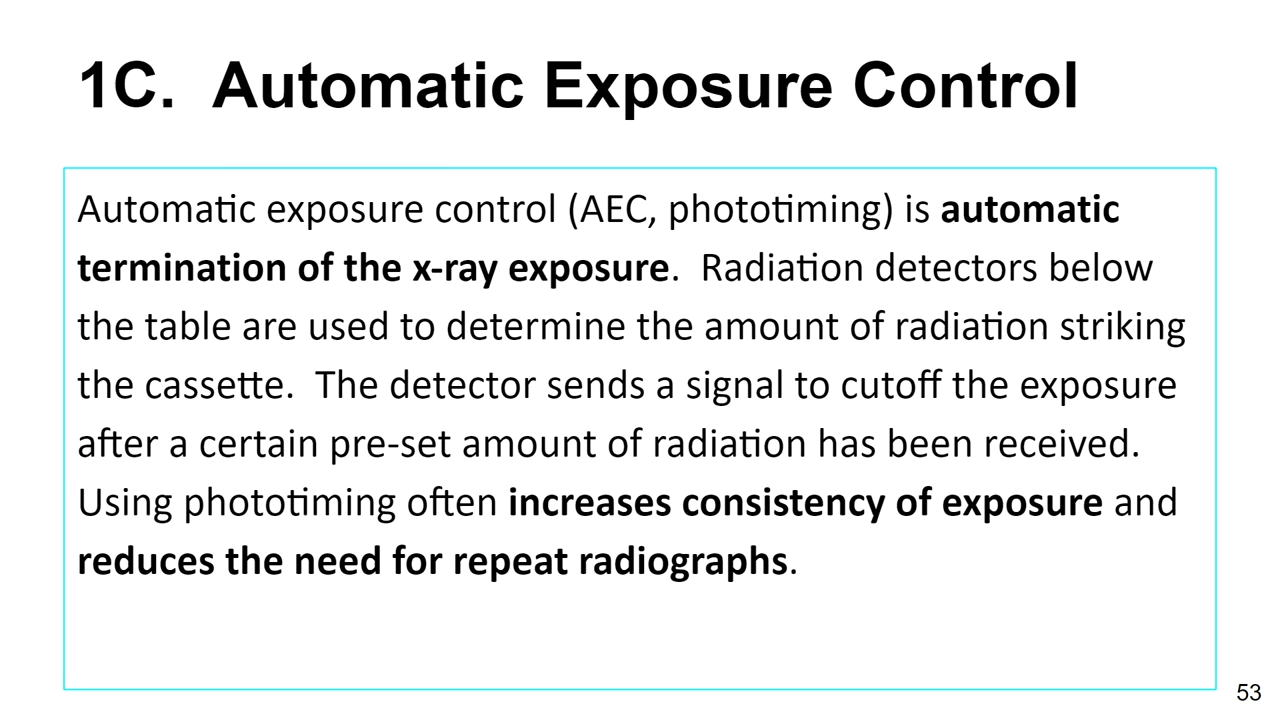 1C.  Automatic Exposure Control
Automatic exposure control (AEC, phototiming) is automatic
termination of the x-ray exposure.  Radiation detectors below
the table are used to determine the amount of radiation striking
the cassette.  The detector sends a signal to cutoff the exposure
after a certain pre-set amount of radiation has been received.
Using phototiming often increases consistency of exposure and
reduces the need for repeat radiographs.
53